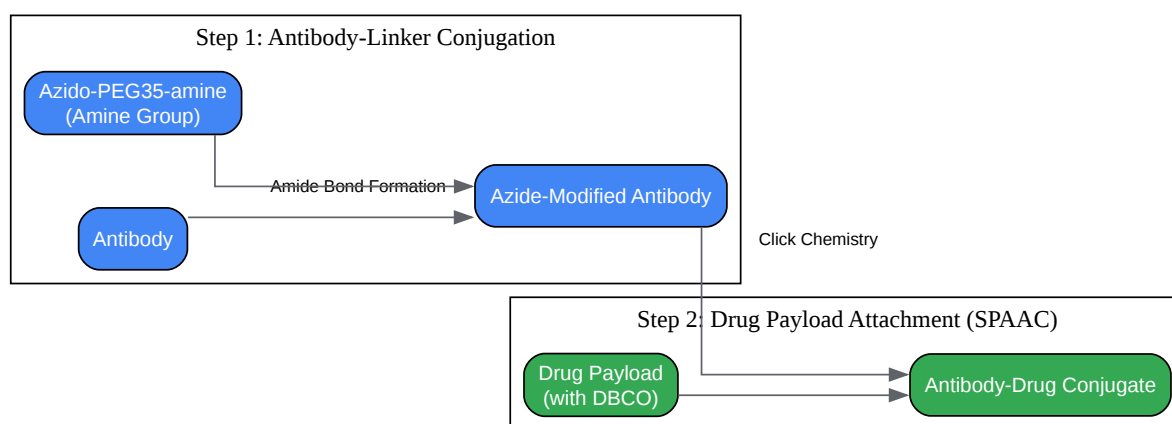 Step 1: Antibody-Linker Conjugation
Azido-PEG35-amine
(Amine Group)
Amide Bond Formation
Azide-Modified Antibody
Antibody
Click Chemistry
Step 2: Drug Payload Attachment (SPAAC)
Drug Payload
(with DBCO)
Antibody-Drug Conjugate